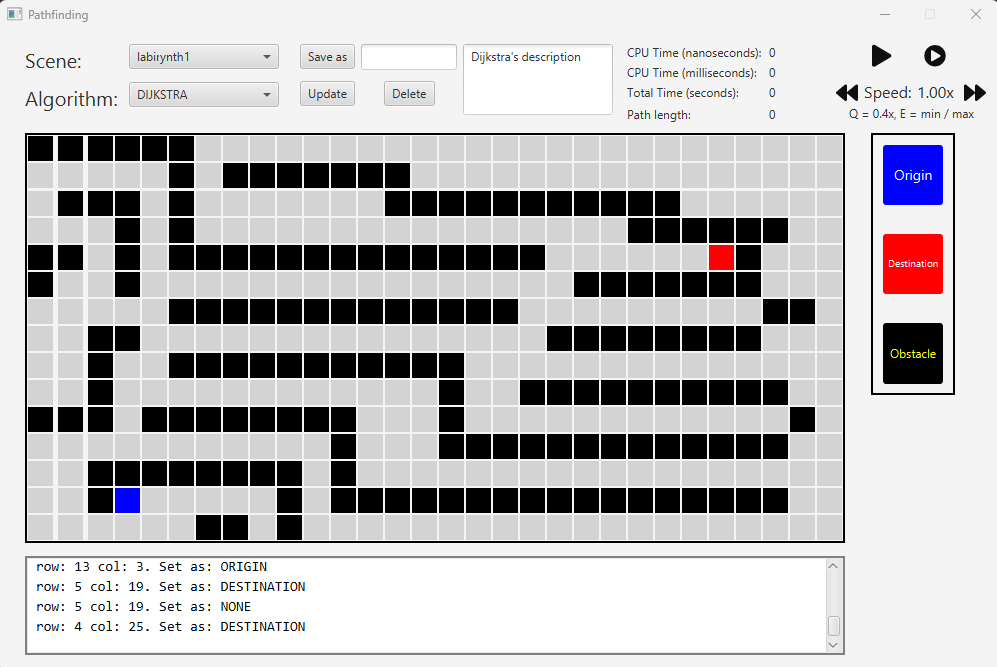 Pathfinding
Scene:
labirynth1
Save as
Dijkstra's description
CPU Time (nanoseconds): 0
CPU Time (milliseconds): 0
Total Time (seconds): 0
Path length: 0
Algorithm:
DIJKSTRA
Update
Delete
Speed: 1.00x
Q = 0.4x, E = min / max
Origin
Destination
Obstacle
row: 13 col: 3. Set as: ORIGIN
row: 5 col: 19. Set as: DESTINATION
row: 5 col: 19. Set as: NONE
row: 4 col: 25. Set as: DESTINATION